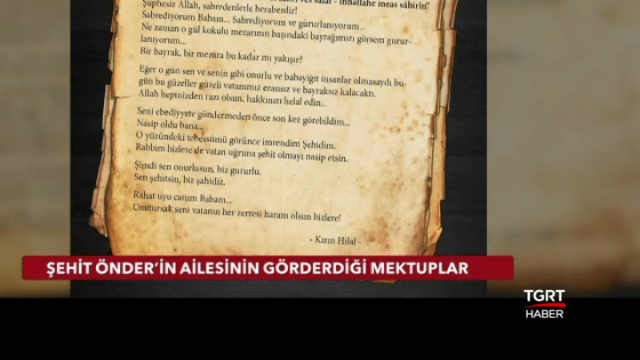 sabri ves'salat - innallahe meas sabirin"
Şüphesiz Allah, sabredenlerle beraberdir!
Sabrediyorum Babam... Sabrediyorum ve gururlanıyorum...
Ne zaman o gül kokulu mezarının başındaki bayrağımızı görsem gurur-
lanıyorum...
Bir bayrak, bir mezara bu kadar mı yakışır?
Eğer o gün sen ve senin gibi onurlu ve babayiğit insanlar olmasaydı bu-
gün bu güzeller güzeli vatanımız ezansız ve bayraksız kalacaktı.
Allah hepinizden razı olsun, hakkınızı helal edin...
Seni ebediyyete göndermeden önce son kez görebildim...
Nasip oldu bana...
O yüzündeki tebessümü görünce imrendim Şehidim.
Rabbim bizlere de vatan uğruna şehit olmayı nasip etsin.
Şimdi sen onurlusun, biz gururlu.
Sen şehitsin, biz şahidiz.
Rahat uyu canım Babam...
Unutursak seni vatanın her zerresi haram olsun bizlere!
- Kızın Hilal -
ŞEHİT ÖNDER'İN AİLESİNİN GÖRDERDİĞİ MEKTUPLAR
TGRT
HABER